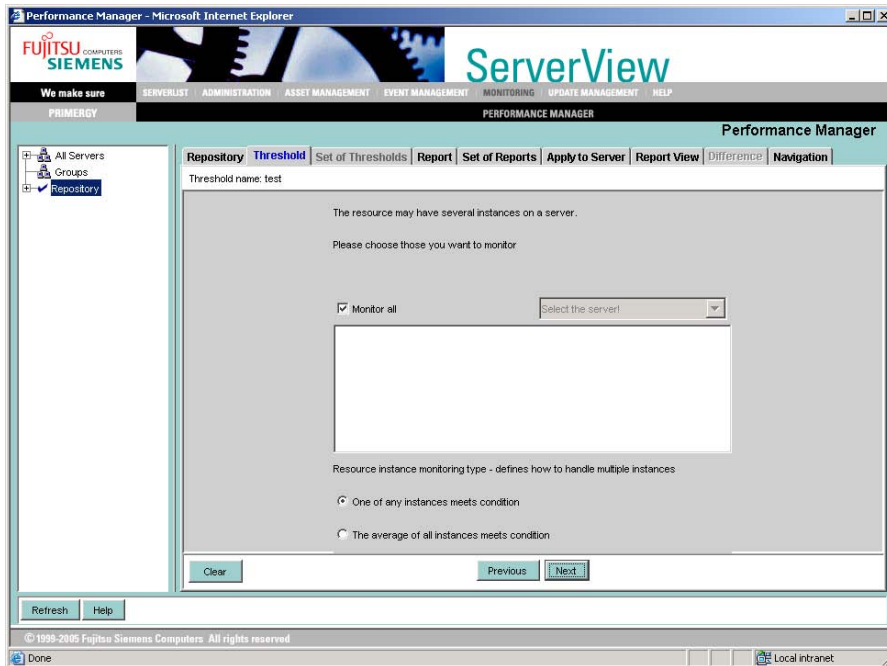 Performance Manager - Microsoft Internet Explorer
FUJITSU COMPUTERS
SIEMENS
ServerView
We make sure
SERVERLIST ADMINISTRATION ASSET MANAGEMENT EVENT MANAGEMENT MONITORING UPDATE MANAGEMENT HELP
PRIMERGY
PERFORMANCE MANAGER
Performance Manager
All Servers
Groups
Repository
Repository Threshold Set of Thresholds Report Set of Reports Apply to Server Report View Difference Navigation
Threshold name: test
The resource may have several instances on a server.
Please choose those you want to monitor
Monitor all
Select the server!
Resource instance monitoring type - defines how to handle multiple instances
One of any instances meets condition
The average of all instances meets condition
Clear
Previous
Next
Refresh
Help
© 1999-2005 Fujitsu Siemens Computers All rights reserved
Done
Local intranet